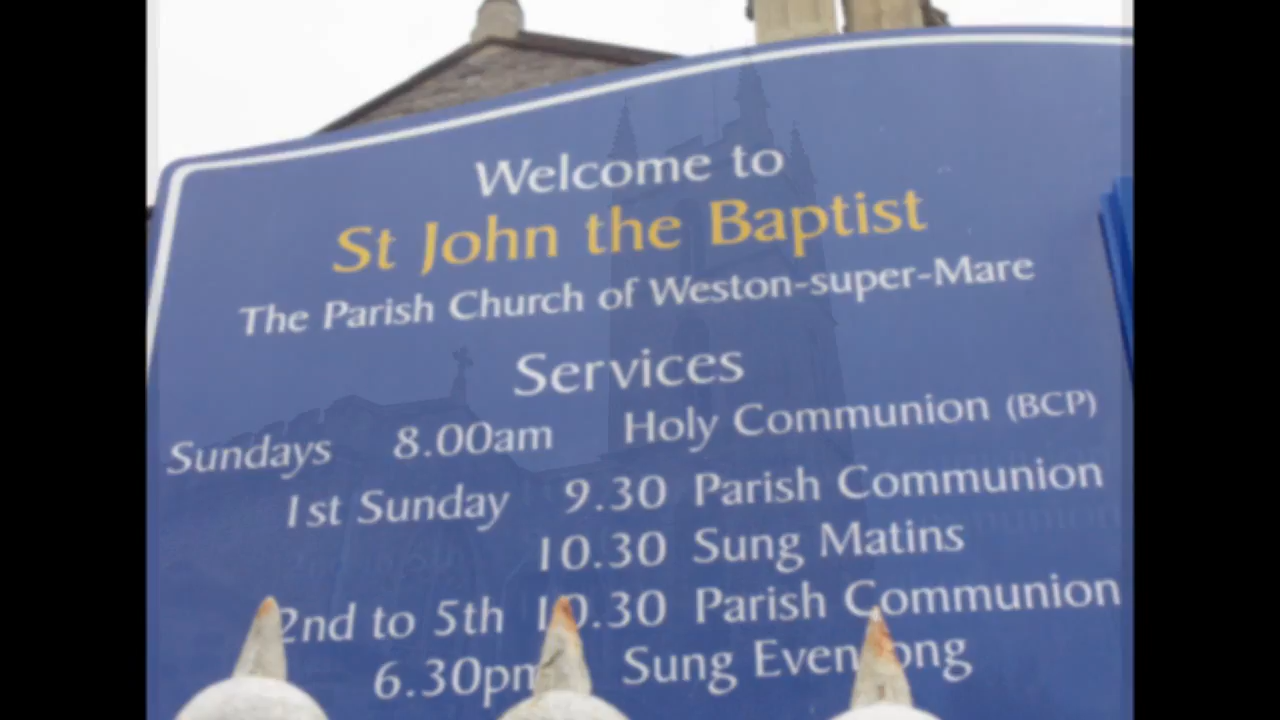 Welcome to
St John the Baptist
The Parish Church of Weston-super-Mare
Services
Sundays 8.00am Holy Communion (BCP)
1st Sunday 9.30 Parish Communion
10.30 Sung Matins
2nd to 5th 10.30 Parish Communion
6.30pm Sung Evensong